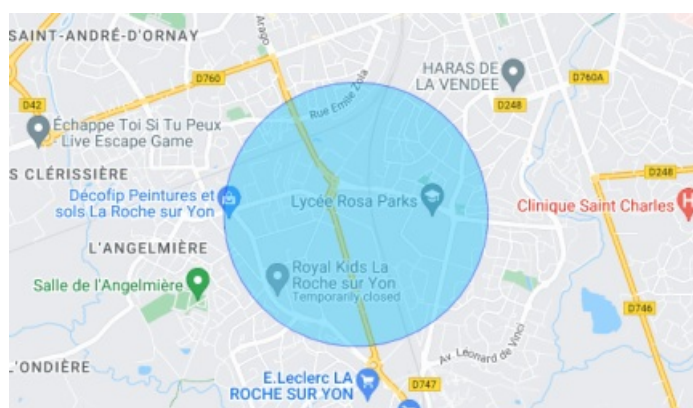 SAINT-ANDRÉ-D'ORNAY
Arago
D760
HARAS DE
LA VENDEE
D760A
D248
D42
Rue Emile Zola
Échappe Toi Si Tu Peux
- Live Escape Game
S CLÉRISSIÈRE
D248
Décofip Peintures et
sols La Roche sur Yon
Lycée Rosa Parks
Clinique Saint Charles
H
L'ANGELMIÈRE
Salle de l'Angelmière
Royal Kids La
Roche sur Yon
Temporarily closed
D746
Av. Léonard de Vinci
L'ONDIÈRE
E.Leclerc LA
ROCHE SUR YON
D747